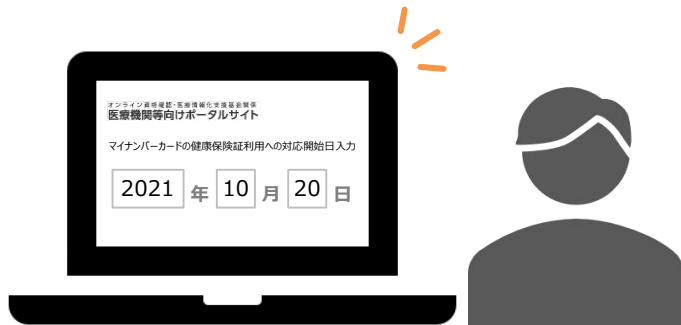 オンライン資格確認・医療情報化支援基金関係
医療機関等向けポータルサイト
マイナンバーカードの健康保険証利用への対応開始日入力
2021 年 10 月 20 日